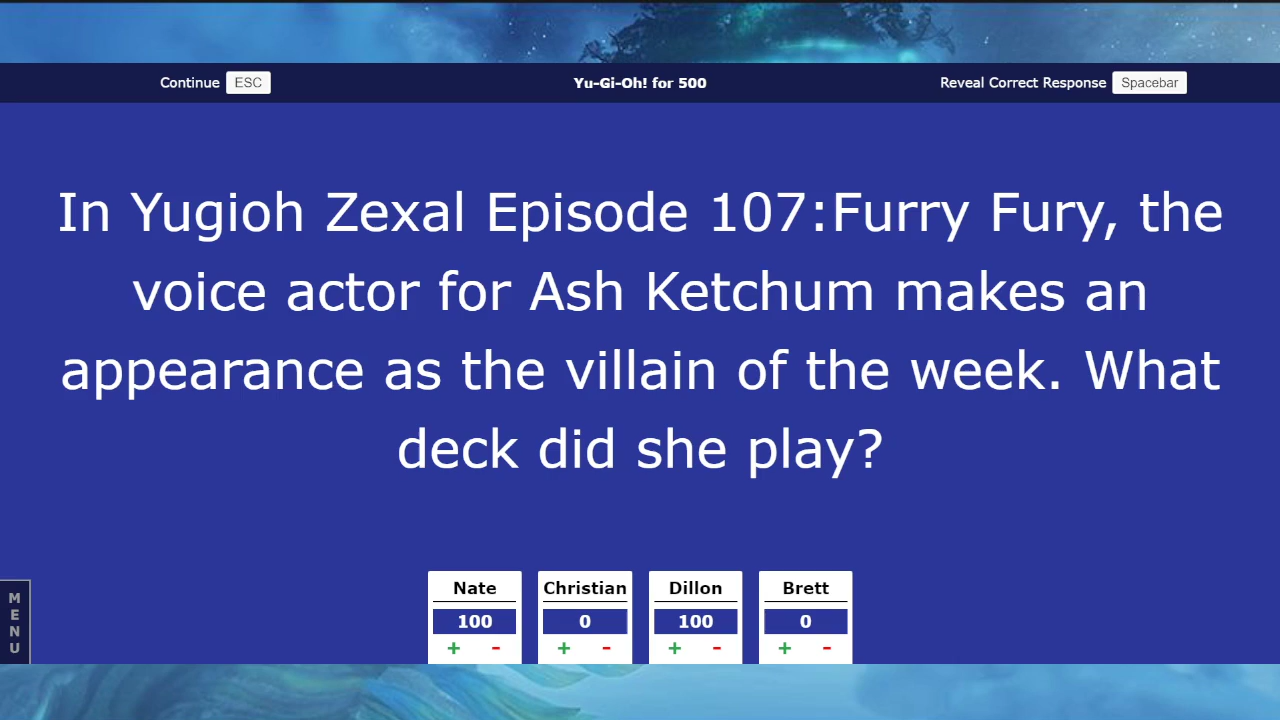 Continue ESC Yu-Gi-Oh! for 500 Reveal Correct Response Spacebar
In Yugioh Zexal Episode 107:Furry Fury, the
voice actor for Ash Ketchum makes an
appearance as the villain of the week. What
deck did she play?
MENU
Nate Christian Dillon Brett
100 0 100 0
+ - + - + - + -